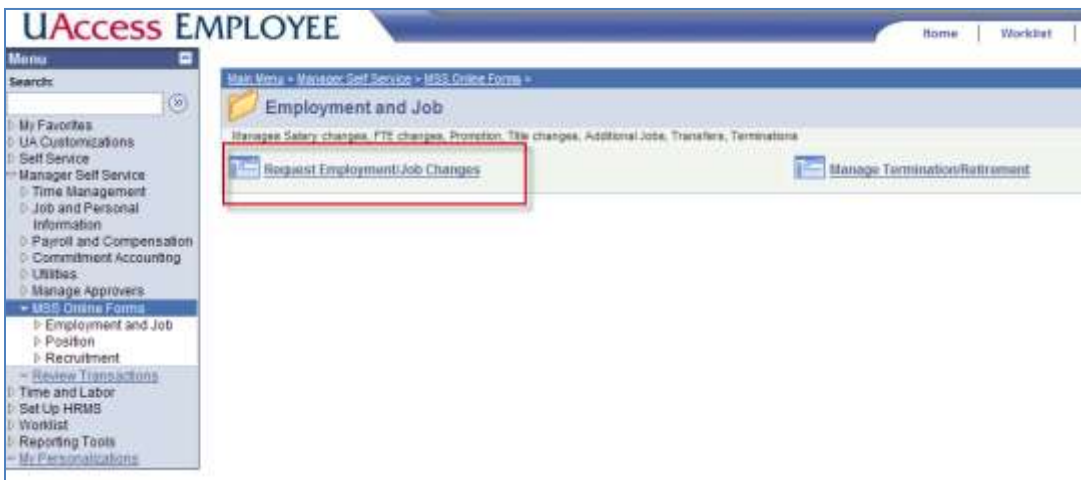 UAccess EMPLOYEE
Home | Worklist |
Menu
Search:
My Favorites
UA Customizations
Self Service
Manager Self Service
Time Management
Job and Personal
Information
Payroll and Compensation
Commitment Accounting
Utilities
Manage Approvers
MSS Online Forms
Employment and Job
Position
Recruitment
Review Transactions
Time and Labor
Set Up HRMS
Worklist
Reporting Tools
My Personalizations
Main Menu > Manager Self Service > MSS Online Forms >
Employment and Job
Manages Salary changes, FTE changes, Promotion, Title changes, Additional Jobs, Transfers, Terminations
Request Employment/Job Changes
Manage Termination/Retirement